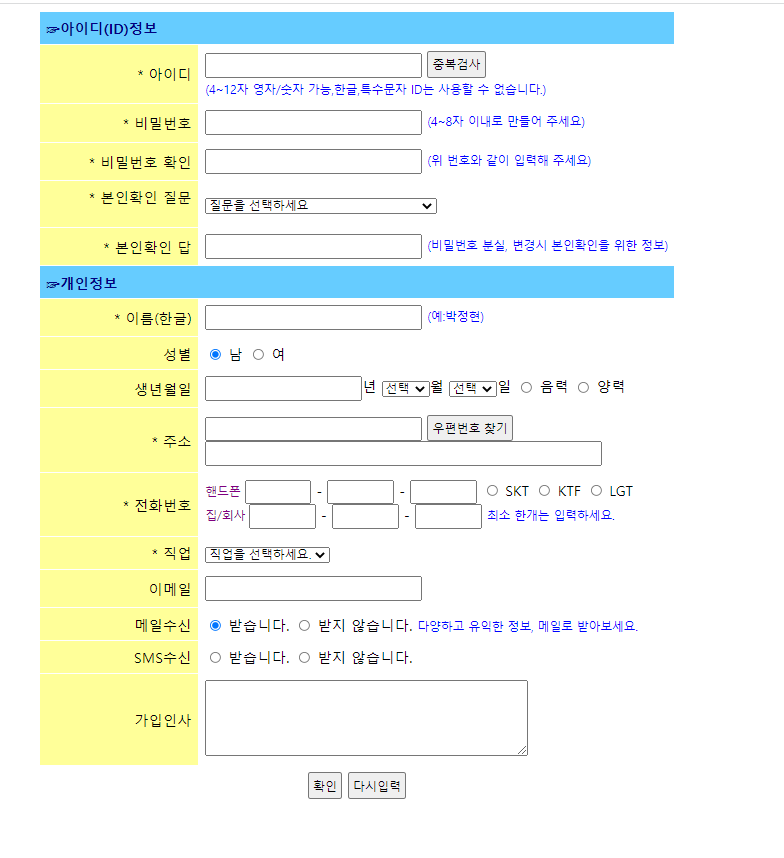 ☞아이디(ID)정보
* 아이디 중복검사
(4~12자 영자/숫자 가능,한글,특수문자 ID는 사용할 수 없습니다.)
* 비밀번호 (4~8자 이내로 만들어 주세요)
* 비밀번호 확인 (위 번호와 같이 입력해 주세요)
* 본인확인 질문 질문을 선택하세요
* 본인확인 답 (비밀번호 분실, 변경시 본인확인을 위한 정보)
☞개인정보
* 이름(한글) (예:박정현)
성별 남 여
생년월일 년 선택 월 선택 일 음력 양력
* 주소 우편번호 찾기
* 전화번호 핸드폰 - - SKT KTF LGT
집/회사 - - 최소 한개는 입력하세요.
* 직업 직업을 선택하세요.
이메일
메일수신 받습니다. 받지 않습니다. 다양하고 유익한 정보, 메일로 받아보세요.
SMS수신 받습니다. 받지 않습니다.
가입인사
확인 다시입력